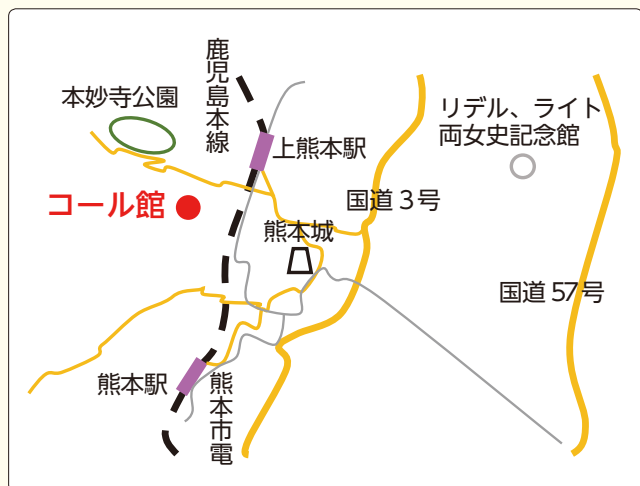 本妙寺公園
鹿児島本線
リデル、ライト
両女史記念館
上熊本駅
コール館
国道3号
熊本城
国道57号
熊本駅
熊本市電